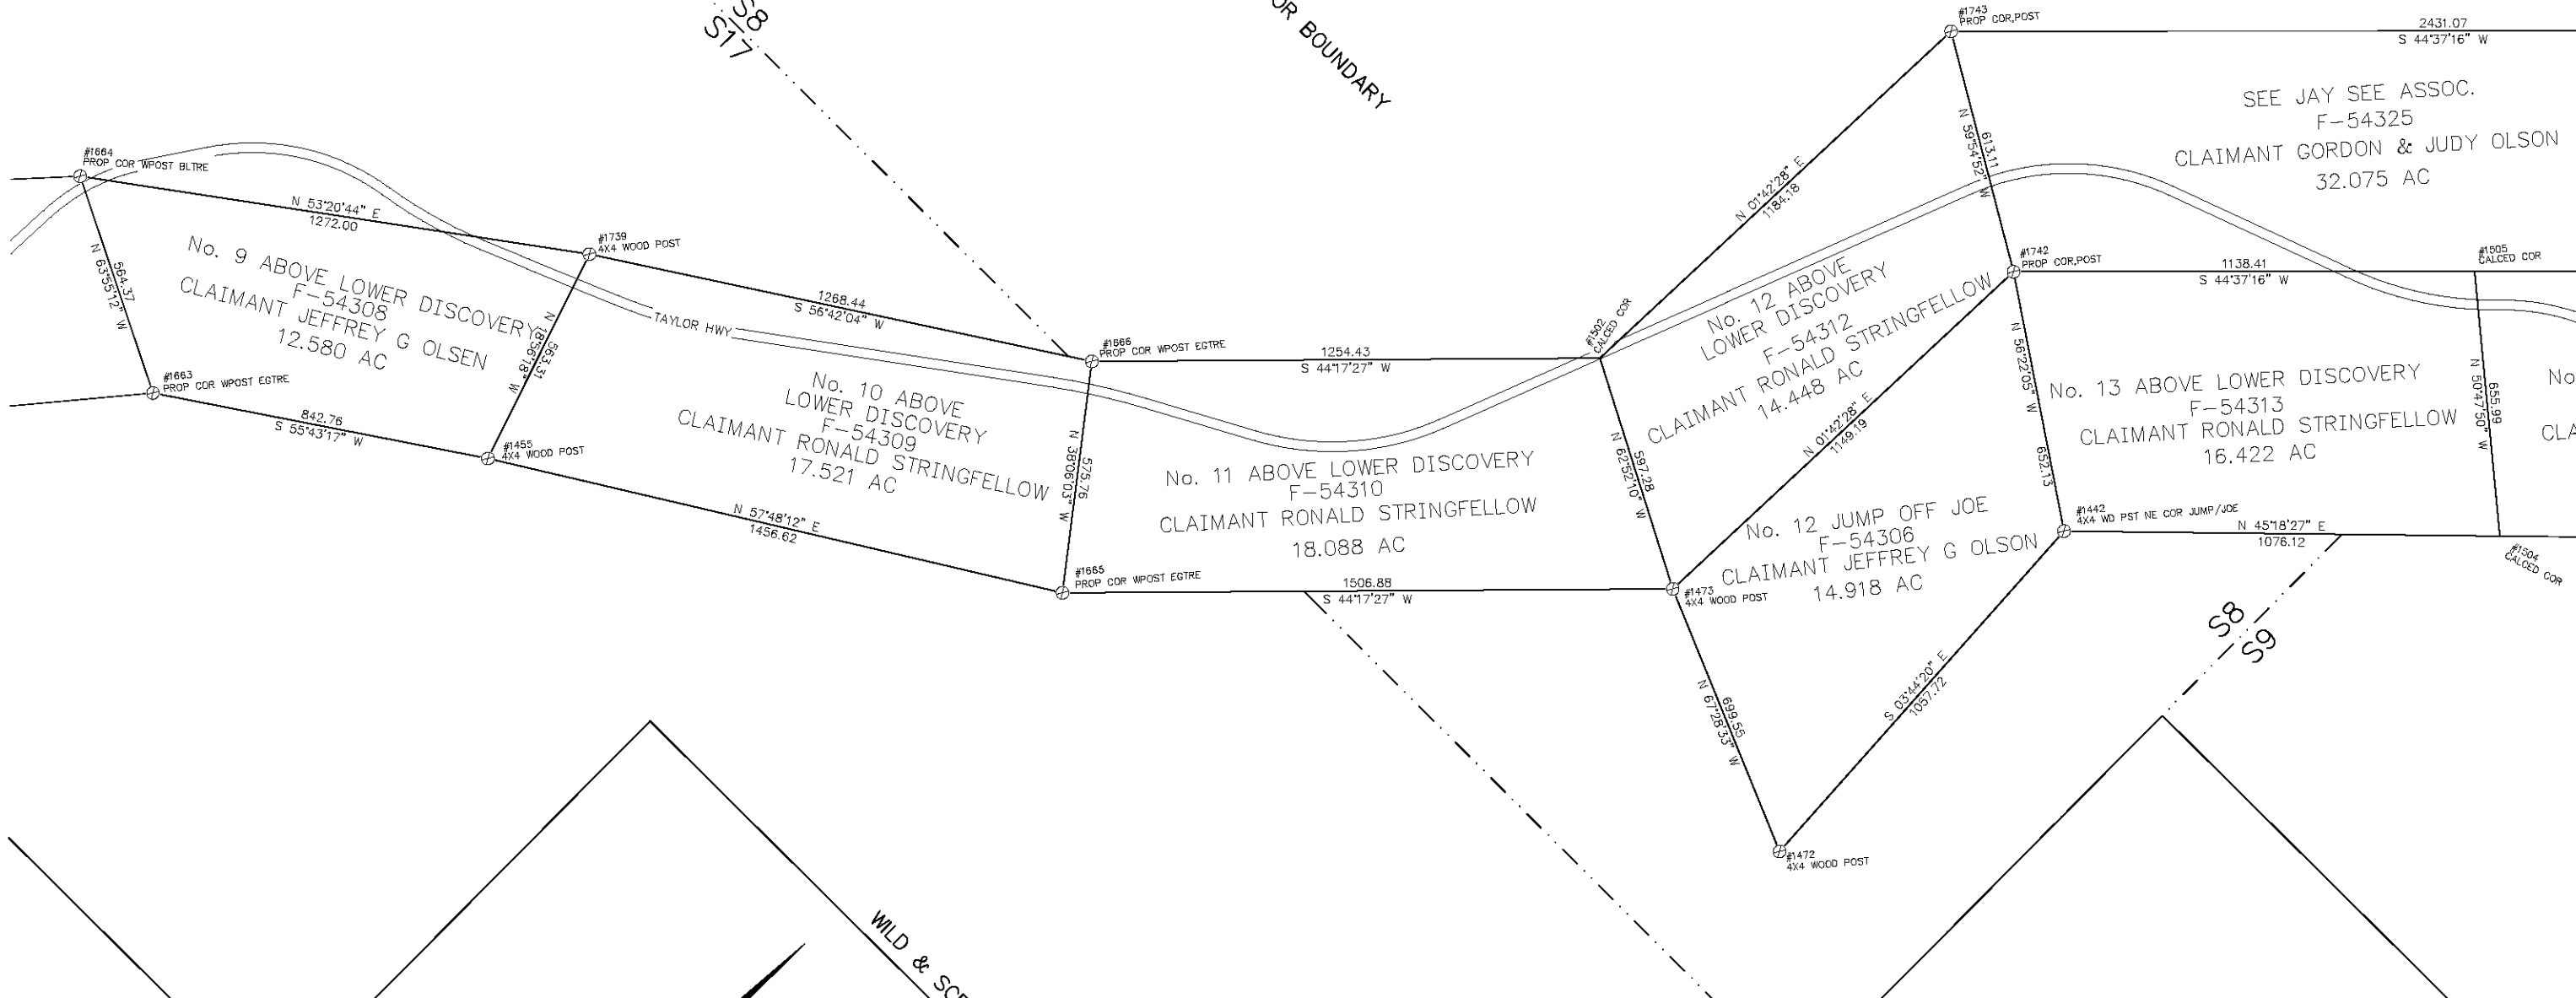 S8
S17
OR BOUNDARY
#1743
PROP COR,POST
2431.07
S 44°37'16" W
SEE JAY SEE ASSOC.
F-54325
CLAIMANT GORDON & JUDY OLSON
32.075 AC
#1664
PROP COR WPOST BLTRE
N 53°20'44" E
1272.00
564.37
N 63°55'12" W
No. 9 ABOVE LOWER DISCOVERY
F-54308
CLAIMANT JEFFREY G OLSEN
12.580 AC
#1739
4X4 WOOD POST
563.31
N 18°56'18" W
#1663
PROP COR WPOST EGTRE
842.76
S 55°43'17" W
#1455
4X4 WOOD POST
TAYLOR HWY
1268.44
S 56°42'04" W
No. 10 ABOVE
LOWER DISCOVERY
F-54309
CLAIMANT RONALD STRINGFELLOW
17.521 AC
N 57°48'12" E
1456.62
#1666
PROP COR WPOST EGTRE
575.76
N 38°06'03" W
#1665
PROP COR WPOST EGTRE
1254.43
S 44°17'27" W
No. 11 ABOVE LOWER DISCOVERY
F-54310
CLAIMANT RONALD STRINGFELLOW
18.088 AC
1506.88
S 44°17'27" W
#1502
CALCED COR
N 01°42'28" E
1184.18
613.11
N 59°54'52" W
No. 12 ABOVE
LOWER DISCOVERY
F-54312
CLAIMANT RONALD STRINGFELLOW
14.448 AC
597.28
N 62°52'10" W
N 01°42'28" E
1149.19
#1473
4X4 WOOD POST
No. 12 JUMP OFF JOE
F-54306
CLAIMANT JEFFREY G OLSON
14.918 AC
699.55
N 67°28'33" W
S 03°44'20" E
1057.72
#1472
4X4 WOOD POST
#1742
PROP COR,POST
1138.41
S 44°37'16" W
#1505
CALCED COR
N 56°22'05" W
652.13
No. 13 ABOVE LOWER DISCOVERY
F-54313
CLAIMANT RONALD STRINGFELLOW
16.422 AC
655.99
N 50°47'50" W
No
CLA
#1442
4X4 WD PST NE COR JUMP/JOE
N 45°18'27" E
1076.12
#1504
CALCED COR
S8
S9
WILD & SCE